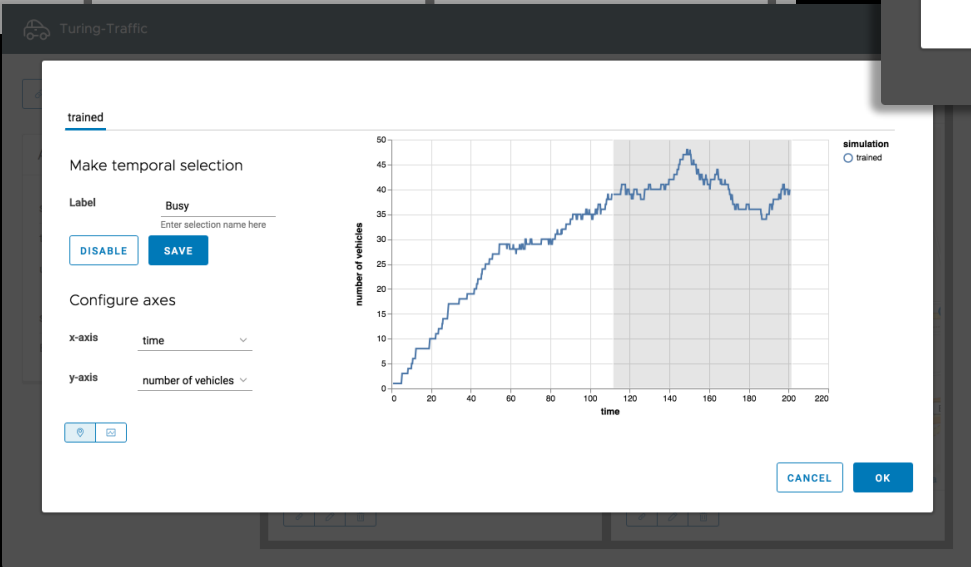 Turing-Traffic
trained
Make temporal selection
Label
Busy
Enter selection name here
DISABLE
SAVE
Configure axes
x-axis
time
y-axis
number of vehicles
number of vehicles
50
45
40
35
30
25
20
15
10
5
0
0 20 40 60 80 100 120 140 160 180 200 220
time
simulation
trained
CANCEL
OK